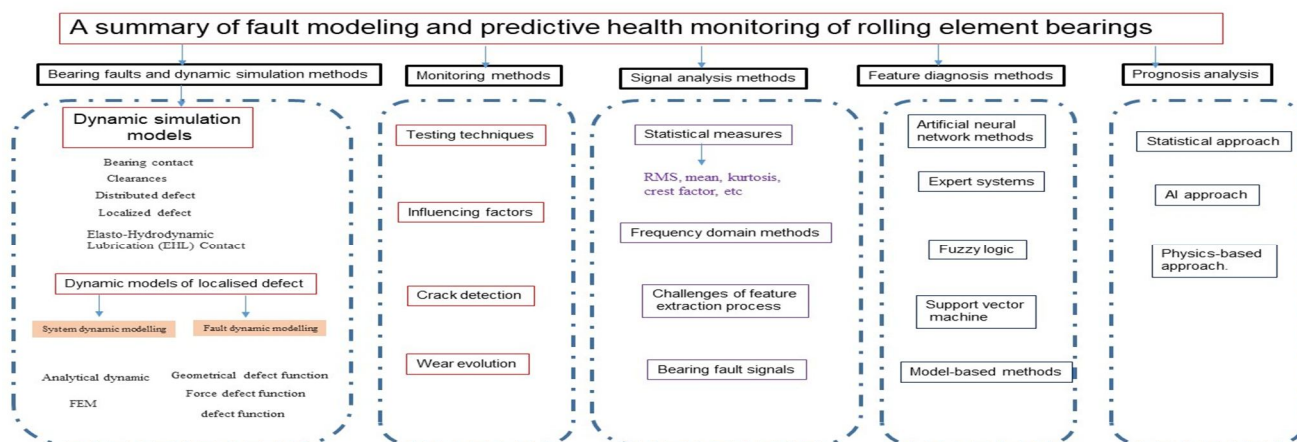 A summary of fault modeling and predictive health monitoring of rolling element bearings
Bearing faults and dynamic simulation methods
Monitoring methods
Signal analysis methods
Feature diagnosis methods
Prognosis analysis
Dynamic simulation
models
Bearing contact
Clearances
Distributed defect
Localized defect
Elasto-Hydrodynamic
Lubrication (EHL) Contact
Dynamic models of localised defect
System dynamic modelling
Fault dynamic modelling
Analytical dynamic
FEM
Geometrical defect function
Force defect function
defect function
Testing techniques
Influencing factors
Crack detection
Wear evolution
Statistical measures
RMS, mean, kurtosis,
crest factor, etc
Frequency domain methods
Challenges of feature
extraction process
Bearing fault signals
Artificial neural
network methods
Expert systems
Fuzzy logic
Support vector
machine
Model-based methods
Statistical approach
AI approach
Physics-based
approach.